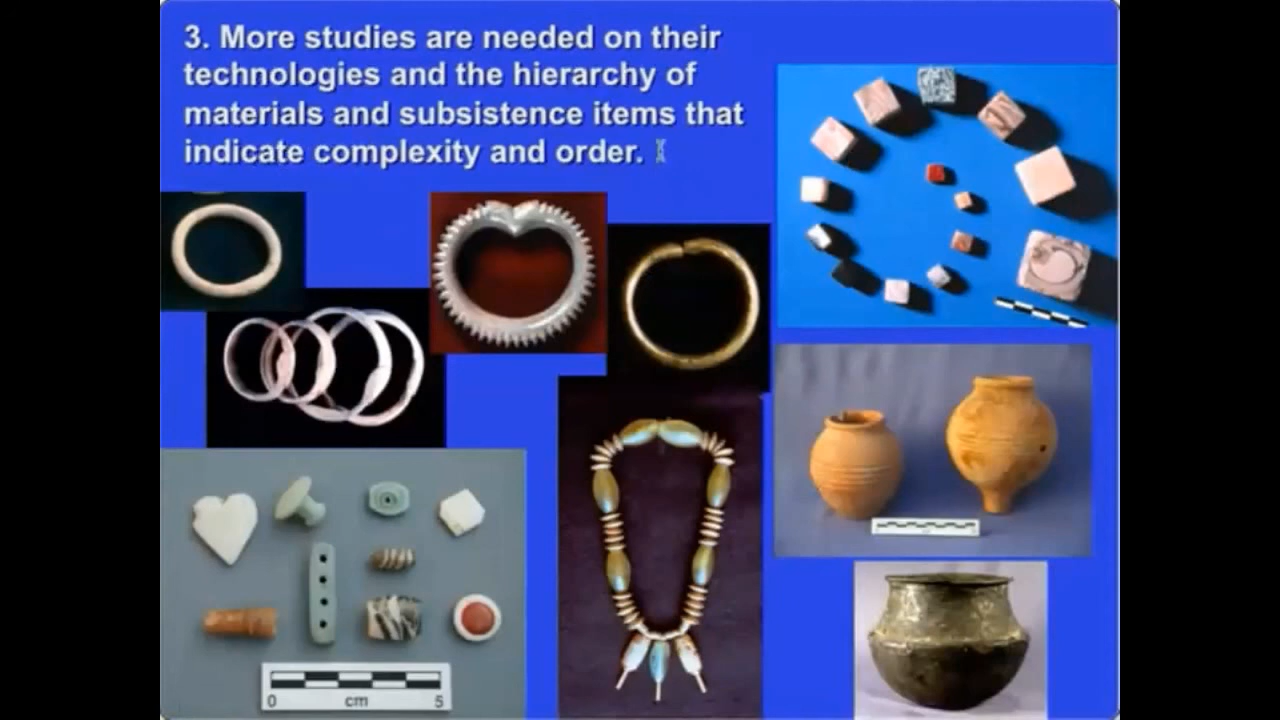 3. More studies are needed on their
technologies and the hierarchy of
materials and subsistence items that
indicate complexity and order.
0 cm 5